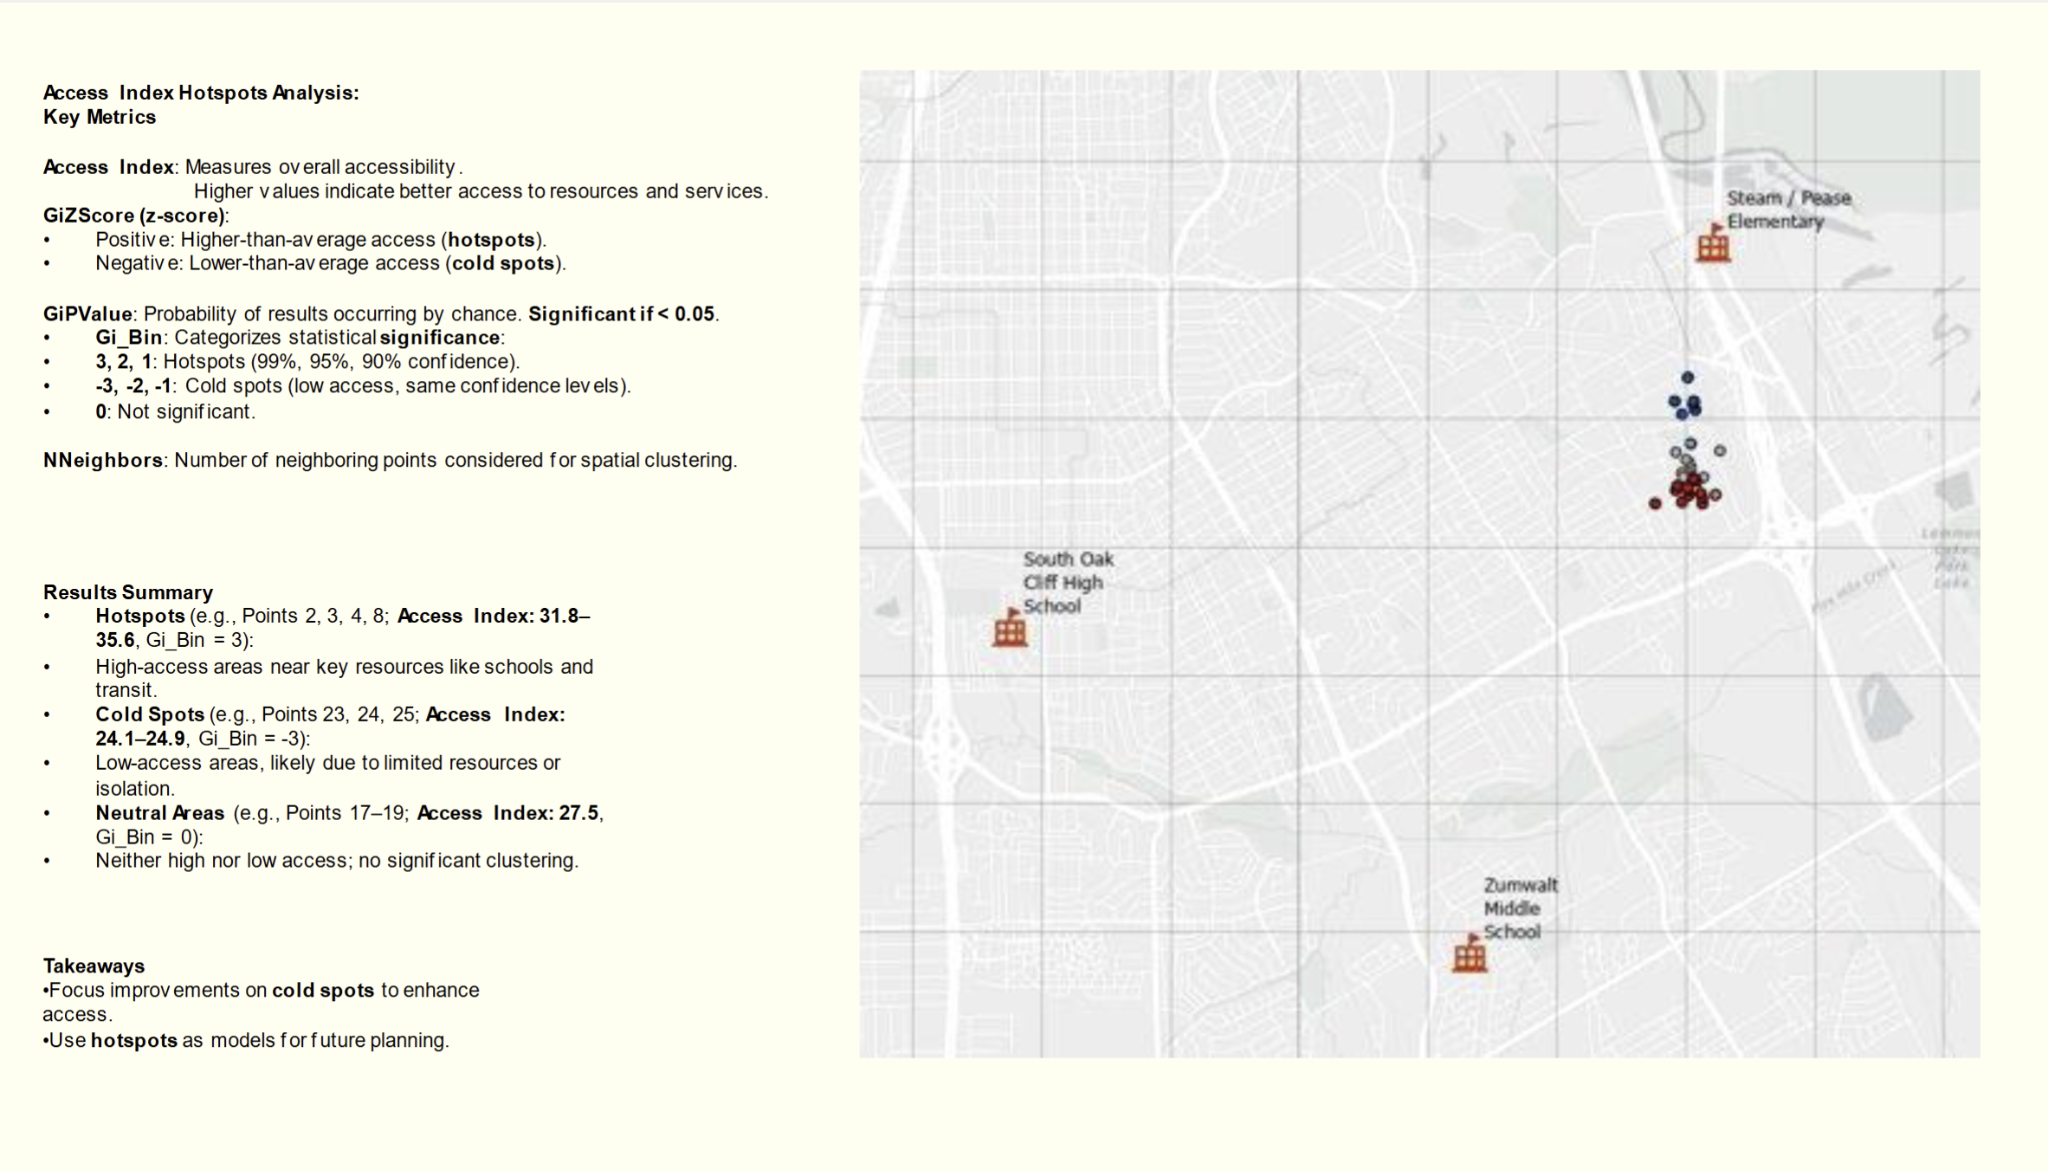 Access Index Hotspots Analysis:
Key Metrics
Access Index: Measures overall accessibility.
Higher values indicate better access to resources and services.
GiZScore (z-score):
• Positive: Higher-than-average access (hotspots).
• Negative: Lower-than-average access (cold spots).
GiPValue: Probability of results occurring by chance. Significant if < 0.05.
• Gi_Bin: Categorizes statistical significance:
• 3, 2, 1: Hotspots (99%, 95%, 90% confidence).
• -3, -2, -1: Cold spots (low access, same confidence levels).
• 0: Not significant.
NNeighbors: Number of neighboring points considered for spatial clustering.
Results Summary
• Hotspots (e.g., Points 2, 3, 4, 8; Access Index: 31.8–
35.6, Gi_Bin = 3):
• High-access areas near key resources like schools and
transit.
• Cold Spots (e.g., Points 23, 24, 25; Access Index:
24.1–24.9, Gi_Bin = -3):
• Low-access areas, likely due to limited resources or
isolation.
• Neutral Areas (e.g., Points 17–19; Access Index: 27.5,
Gi_Bin = 0):
• Neither high nor low access; no significant clustering.
Takeaways
•Focus improvements on cold spots to enhance
access.
•Use hotspots as models for future planning.
Steam / Pease
Elementary
South Oak
Cliff High
School
Zumwalt
Middle
School
Lake